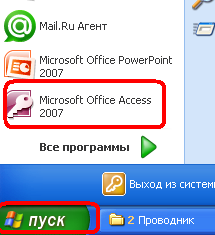 Mail.Ru Агент
Microsoft Office PowerPoint
2007
Microsoft Office Access
2007
Все программы
Выход из систем
пуск
2 Проводник